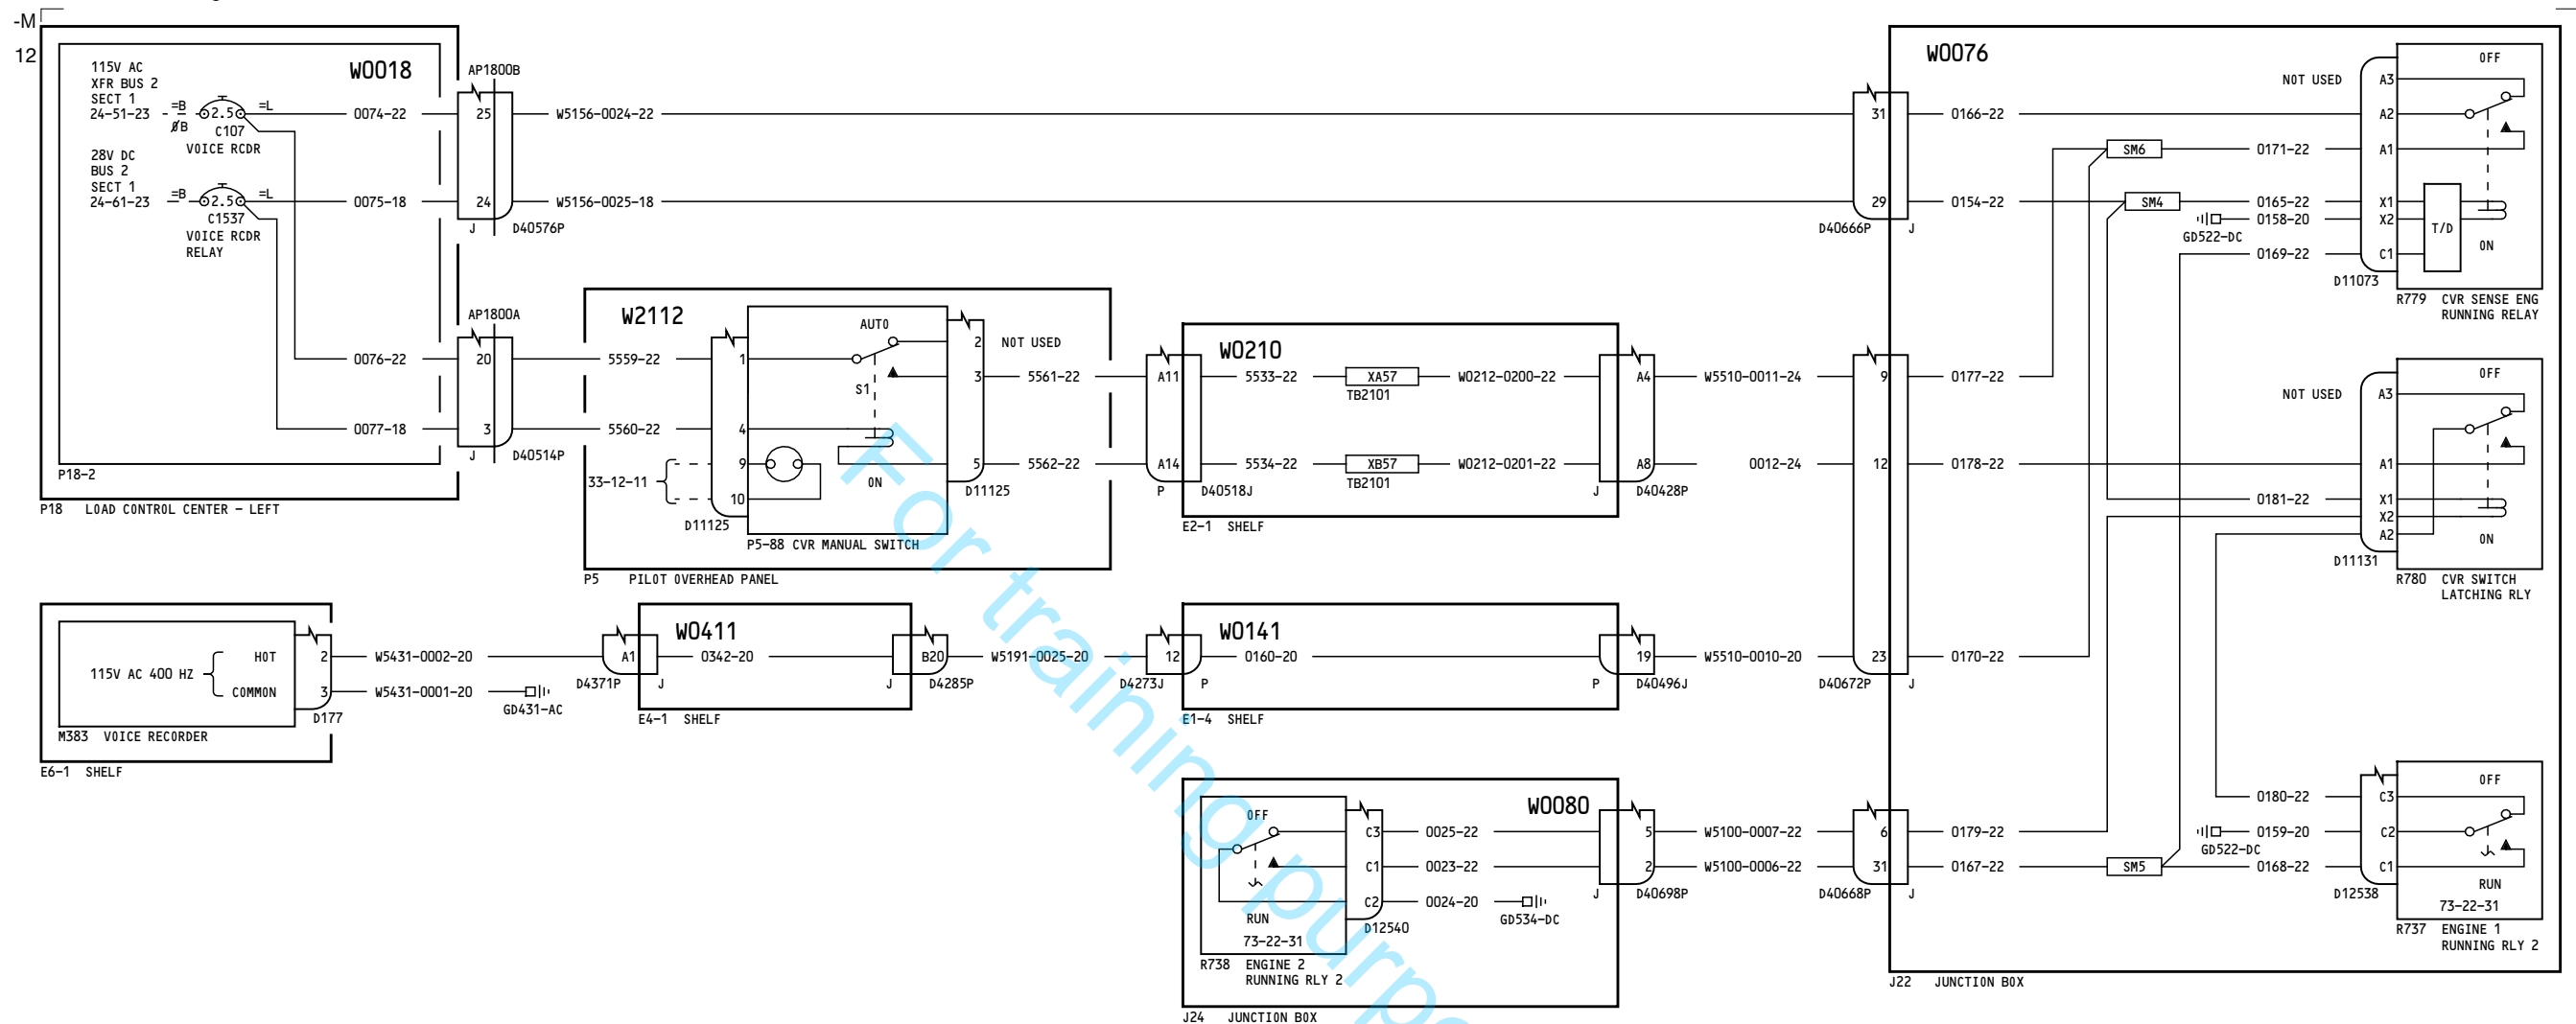 -M
12
W0018
115V AC
XFR BUS 2
SECT 1
24-51-23
=B
ØB
2.5
=L
C107
VOICE RCDR
0074-22
28V DC
BUS 2
SECT 1
24-61-23
=B
2.5
=L
C1537
VOICE RCDR
RELAY
0075-18
0076-22
0077-18
P18-2
P18 LOAD CONTROL CENTER - LEFT
AP1800B
25
24
J
D40576P
W5156-0024-22
W5156-0025-18
AP1800A
20
3
J
D40514P
5559-22
5560-22
33-12-11
W2112
1
4
9
10
D11125
AUTO
S1
ON
2
3
5
D11125
NOT USED
P5-88 CVR MANUAL SWITCH
5561-22
5562-22
P5 PILOT OVERHEAD PANEL
A11
A14
P
D40518J
W0210
5533-22
XA57
TB2101
W0212-0200-22
5534-22
XB57
TB2101
W0212-0201-22
A4
A8
J
D40428P
E2-1 SHELF
W5510-0011-24
0012-24
115V AC 400 HZ
HOT
COMMON
2
3
D177
M383 VOICE RECORDER
E6-1 SHELF
W5431-0002-20
W5431-0001-20
GD431-AC
A1
D4371P
J
W0411
0342-20
B20
J
D4285P
E4-1 SHELF
W5191-0025-20
12
D4273J
P
W0141
0160-20
19
P
D40496J
E1-4 SHELF
W5510-0010-20
W0080
OFF
RUN
73-22-31
R738 ENGINE 2
RUNNING RLY 2
C3
C1
C2
D12540
0025-22
0023-22
0024-20
GD534-DC
5
2
J
D40698P
J24 JUNCTION BOX
W5100-0007-22
W5100-0006-22
W0076
31
29
D40666P
J
0166-22
0154-22
9
12
23
D40672P
J
0177-22
0178-22
0170-22
6
31
D40668P
J
0179-22
0167-22
SM6
SM4
SM5
NOT USED
0171-22
0165-22
0158-20
GD522-DC
0169-22
A3
A2
A1
X1
X2
C1
D11073
OFF
T/D
ON
R779 CVR SENSE ENG
RUNNING RELAY
NOT USED
0181-22
A3
A1
X1
X2
A2
D11131
OFF
ON
R780 CVR SWITCH
LATCHING RLY
0180-22
0159-20
GD522-DC
0168-22
C3
C2
C1
D12538
OFF
RUN
73-22-31
R737 ENGINE 1
RUNNING RLY 2
J22 JUNCTION BOX
For training purpo